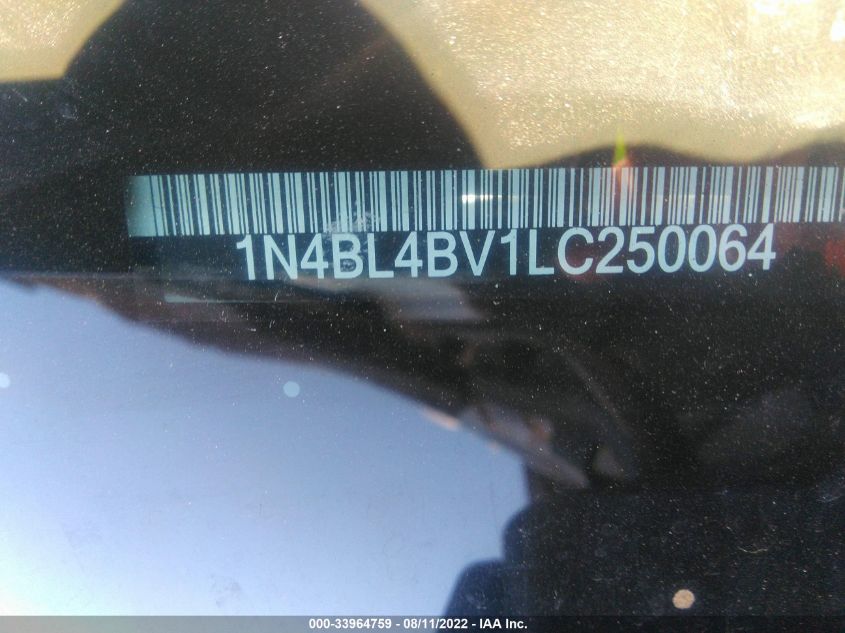 1N4BL4BV1LC250064
000-33964759 - 08/11/2022 - IAA Inc.